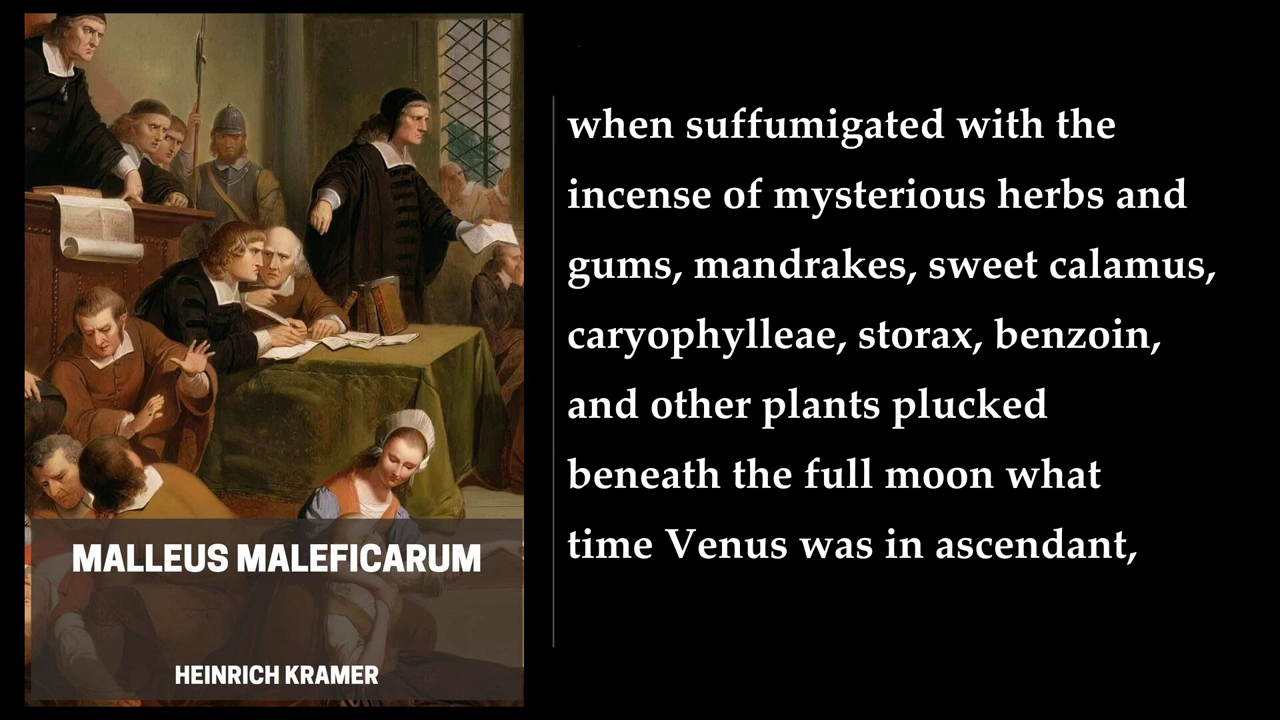 MALLEUS MALEFICARUM
HEINRICH KRAMER
when suffumigated with the
incense of mysterious herbs and
gums, mandrakes, sweet calamus,
caryophylleae, storax, benzoin,
and other plants plucked
beneath the full moon what
time Venus was in ascendant,